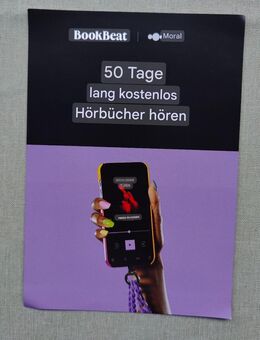 BookBeat Moral
50 Tage
lang kostenlos
Hörbücher hören